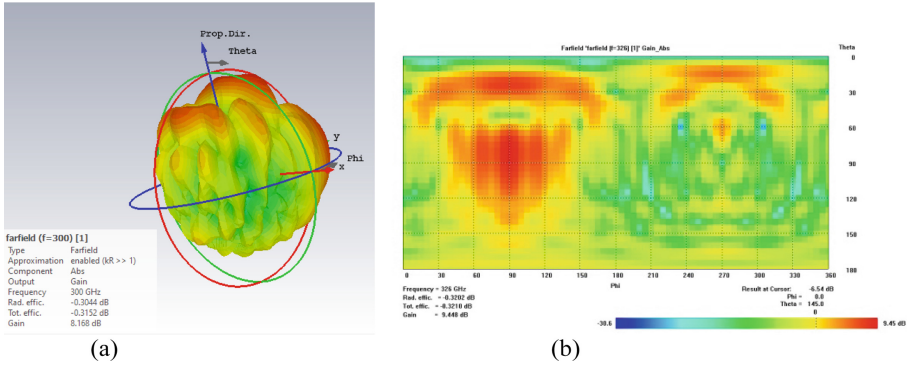 Prop.Dir.
Theta
y
Phi
x
farfield (f=300) [1]
Type Farfield
Approximation enabled (kR >> 1)
Component Abs
Output Gain
Frequency 300 GHz
Rad. effic. -0.3044 dB
Tot. effic. -0.3152 dB
Gain 8.168 dB
(a)
Farfield 'farfield [f=326] [1]' Gain_Abs
Theta
0
30
60
90
120
150
180
0 30 60 90 120 150 180 210 240 270 300 330 360
Phi
Frequency = 326 GHz
Rad. effic. = -0.3202 dB
Tot. effic. = -0.3210 dB
Gain = 9.448 dB
Result at Cursor: -6.54 dB
Phi = 0.0
Theta = 145.0
0
-30.6 9.45 dB
(b)